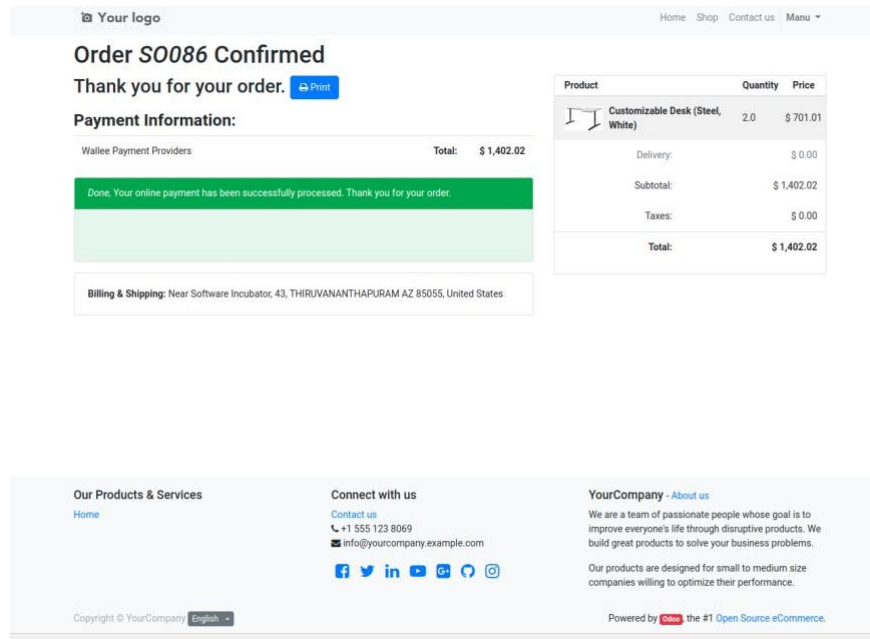 Your logo
Home Shop Contact us Manu
Order SO086 Confirmed
Thank you for your order. Print
Payment Information:
Wallee Payment Providers Total: $ 1,402.02
Done, Your online payment has been successfully processed. Thank you for your order.
Billing & Shipping: Near Software Incubator, 43, THIRUVANANTHAPURAM AZ 85055, United States
Product Quantity Price
Customizable Desk (Steel,
White) 2.0 $ 701.01
Delivery: $ 0.00
Subtotal: $ 1,402.02
Taxes: $ 0.00
Total: $ 1,402.02
Our Products & Services
Home
Connect with us
Contact us
+1 555 123 8069
info@yourcompany.example.com
YourCompany - About us
We are a team of passionate people whose goal is to
improve everyone's life through disruptive products. We
build great products to solve your business problems.
Our products are designed for small to medium size
companies willing to optimize their performance.
Copyright © YourCompany English
Powered by Odoo, the #1 Open Source eCommerce.